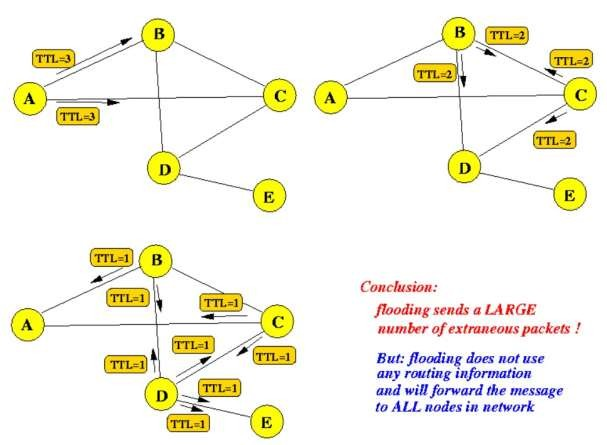 B
TTL=3
A
C
TTL=3
D
E
B
TTL=2
TTL=2
TTL=2
A
C
TTL=2
D
E
TTL=1
B
TTL=1
TTL=1
A
C
TTL=1
TTL=1
TTL=1
D
TTL=1
TTL=1
E
Conclusion:
flooding sends a LARGE
number of extraneous packets !
But: flooding does not use
any routing information
and will forward the message
to ALL nodes in network